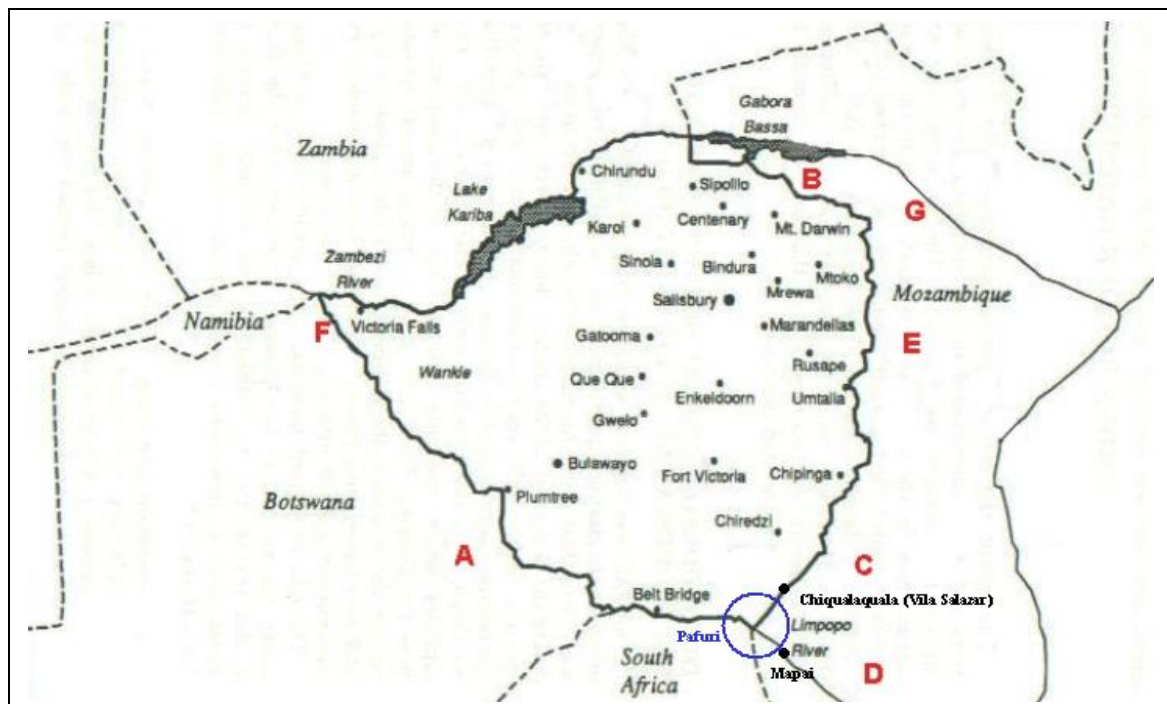 Gabora
Bassa
Zambia
Chirundu
Sipolilo
B
Lake
Kariba
Centenary
G
Karoi
Mt. Darwin
Zambezi
River
Sinoia
Bindura
Mtoko
Mrewa
Mozambique
Salisbury
Namibia
Victoria Falls
Marandellas
F
Gatooma
E
Rusape
Wankie
Que Que
Enkeldoorn
Umtalia
Gwelo
Bulawayo
Fort Victoria
Chipinga
Plumtree
Botswana
Chiredzi
A
C
Belt Bridge
Chiqualaquala (Vila Salazar)
Pafuri
Limpopo
River
South
Africa
Mapai
D